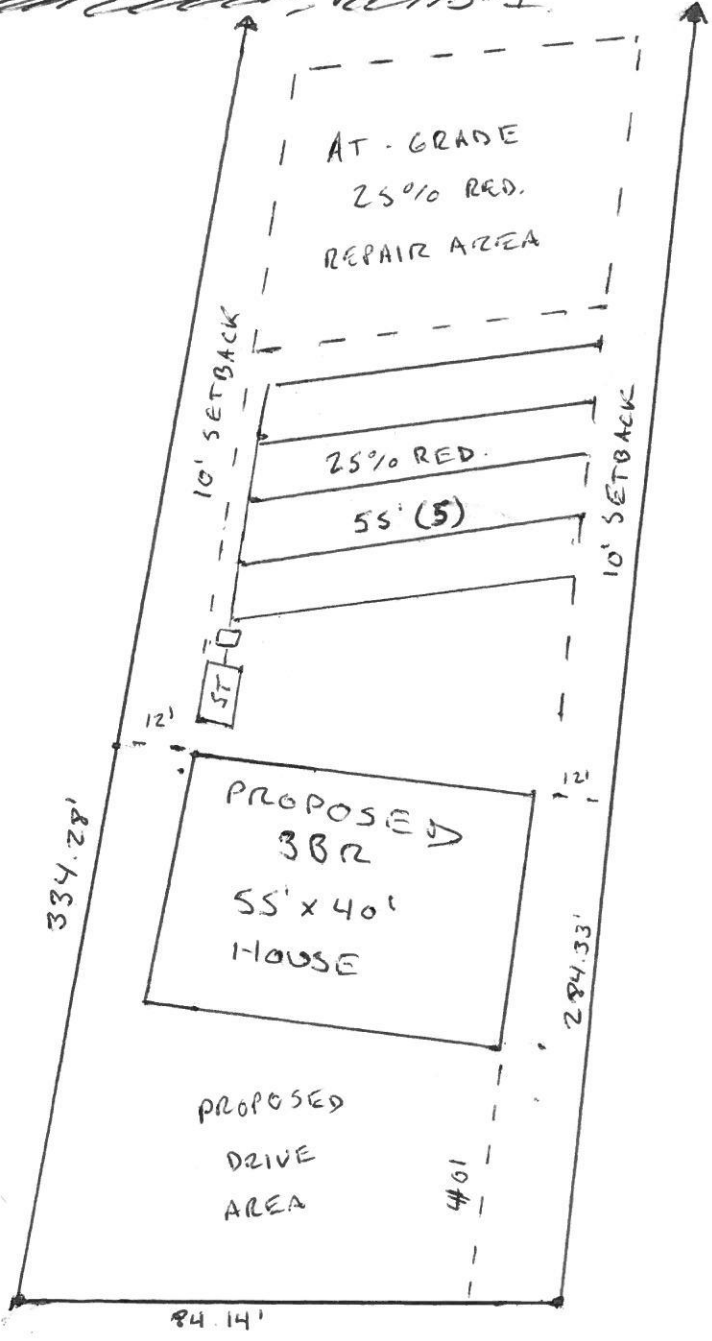 AT-GRADE
25% RED.
REPAIR AREA
10' SETBACK
10' SETBACK
25% RED.
55' (5)
ST
12'
12'
PROPOSED
3BR
55' x 40'
HOUSE
334.28'
284.33'
PROPOSED
DRIVE
AREA
84.14'